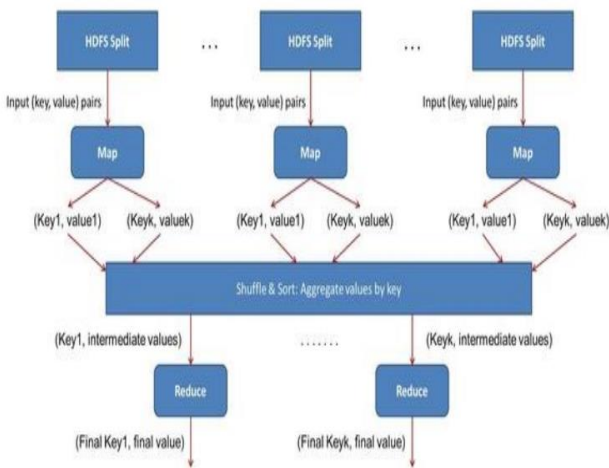 HDFS Split ... HDFS Split ... HDFS Split
Input (key, value) pairs Input (key, value) pairs Input (key, value) pairs
Map Map Map
(Key1, value1) (Keyk, valuek) (Key1, value1) (Keyk, valuek) (Key1, value1) (Keyk, valuek)
Shuffle & Sort: Aggregate values by key
(Key1, intermediate values) ....... (Keyk, intermediate values)
Reduce Reduce
(Final Key1, final value) (Final Keyk, final value)